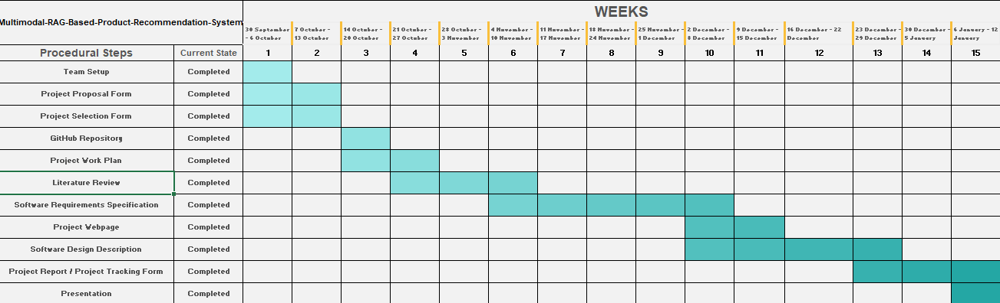 WEEKS
Multimodal-RAG-Based-Product-Recommendation-System
30 September - 6 October
7 October - 13 October
14 October - 20 October
21 October - 27 October
28 October - 3 November
4 November - 10 November
11 November - 17 November
18 November - 24 November
25 November - 1 December
2 December - 8 December
9 December - 15 December
16 December - 22 December
23 December - 29 December
30 December - 5 January
6 January - 12 January
Procedural Steps Current State 1 2 3 4 5 6 7 8 9 10 11 12 13 14 15
Team Setup Completed
Project Proposal Form Completed
Project Selection Form Completed
GitHub Repository Completed
Project Work Plan Completed
Literature Review Completed
Software Requirements Specification Completed
Project Webpage Completed
Software Design Description Completed
Project Report / Project Tracking Form Completed
Presentation Completed